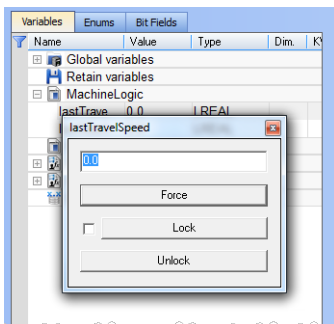 Variables Enums Bit Fields
Name Value Type Dim.
Global variables
Retain variables
MachineLogic
lastTrave 0.0 LREAL
lastTravelSpeed
0.0
Force
Lock
Unlock